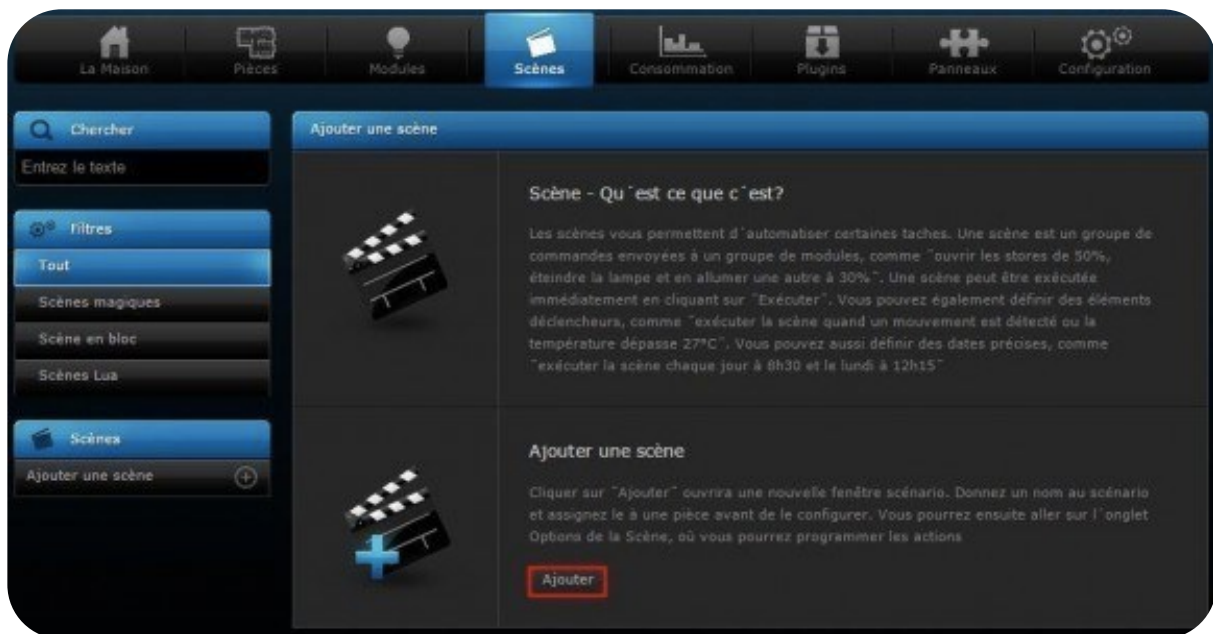 La Maison
Pièces
Modules
Scènes
Consommation
Plugins
Panneaux
Configuration
Chercher
Entrez le texte
Filtres
Tout
Scènes magiques
Scène en bloc
Scènes Lua
Scènes
Ajouter une scène
Ajouter une scène
Scène - Qu´est ce que c´est?
Les scènes vous permettent d´automatiser certaines taches. Une scène est un groupe de
commandes envoyées à un groupe de modules, comme ˝ouvrir les stores de 50%,
éteindre la lampe et en allumer une autre à 30%˝. Une scène peut être exécutée
immédiatement en cliquant sur ˝Exécuter˝. Vous pouvez également définir des éléments
déclencheurs, comme ˝exécuter la scène quand un mouvement est détecté ou la
température dépasse 27°C˝. Vous pouvez aussi définir des dates précises, comme
˝exécuter la scène chaque jour à 8h30 et le lundi à 12h15˝
Ajouter une scène
Cliquer sur ˝Ajouter˝ ouvrira une nouvelle fenêtre scénario. Donnez un nom au scénario
et assignez le à une pièce avant de le configurer. Vous pourrez ensuite aller sur l´onglet
Options de la Scène, où vous pourrez programmer les actions
Ajouter